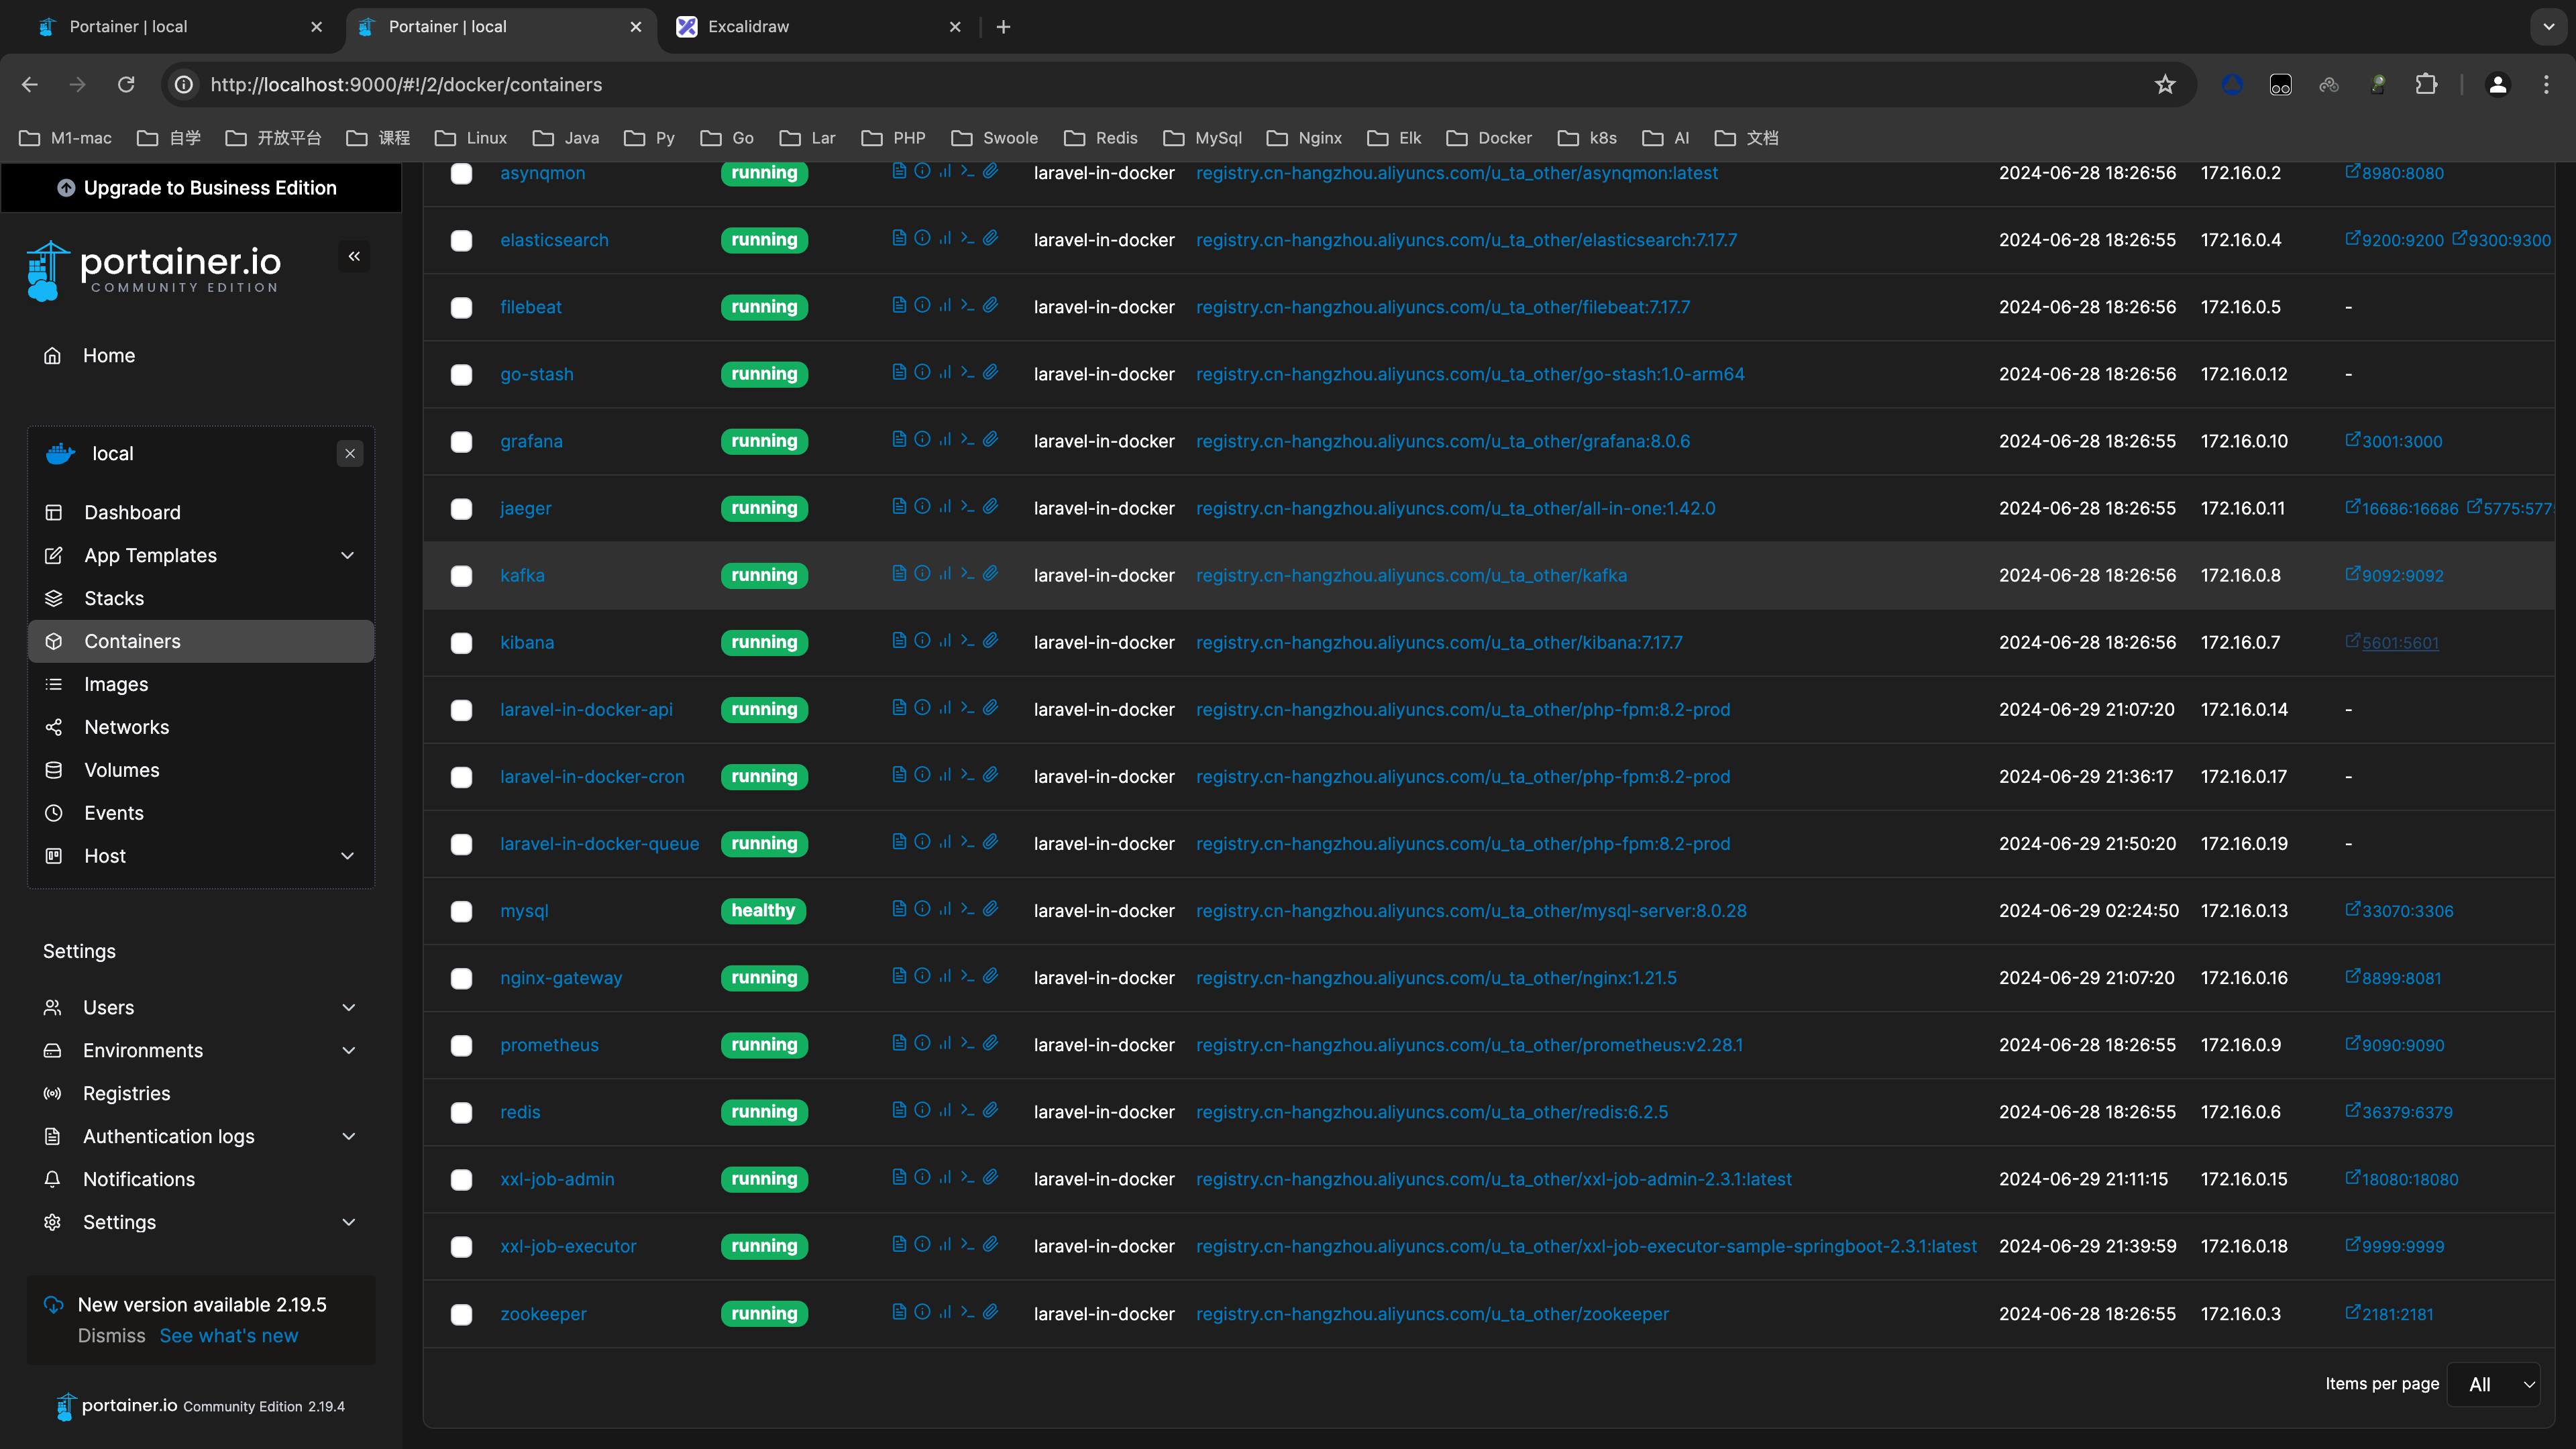 Portainer | local
Portainer | local
Excalidraw
http://localhost:9000/#!/2/docker/containers
M1-mac 自学 开放平台 课程 Linux Java Py Go Lar PHP Swoole Redis MySql Nginx Elk Docker k8s AI 文档
Upgrade to Business Edition
portainer.io
COMMUNITY EDITION
Home
local
Dashboard
App Templates
Stacks
Containers
Images
Networks
Volumes
Events
Host
Settings
Users
Environments
Registries
Authentication logs
Notifications
Settings
New version available 2.19.5
Dismiss See what's new
portainer.io Community Edition 2.19.4
asynqmon running laravel-in-docker registry.cn-hangzhou.aliyuncs.com/u_ta_other/asynqmon:latest 2024-06-28 18:26:56 172.16.0.2 8980:8080
elasticsearch running laravel-in-docker registry.cn-hangzhou.aliyuncs.com/u_ta_other/elasticsearch:7.17.7 2024-06-28 18:26:55 172.16.0.4 9200:9200 9300:9300
filebeat running laravel-in-docker registry.cn-hangzhou.aliyuncs.com/u_ta_other/filebeat:7.17.7 2024-06-28 18:26:56 172.16.0.5 -
go-stash running laravel-in-docker registry.cn-hangzhou.aliyuncs.com/u_ta_other/go-stash:1.0-arm64 2024-06-28 18:26:56 172.16.0.12 -
grafana running laravel-in-docker registry.cn-hangzhou.aliyuncs.com/u_ta_other/grafana:8.0.6 2024-06-28 18:26:55 172.16.0.10 3001:3000
jaeger running laravel-in-docker registry.cn-hangzhou.aliyuncs.com/u_ta_other/all-in-one:1.42.0 2024-06-28 18:26:55 172.16.0.11 16686:16686 5775:577
kafka running laravel-in-docker registry.cn-hangzhou.aliyuncs.com/u_ta_other/kafka 2024-06-28 18:26:56 172.16.0.8 9092:9092
kibana running laravel-in-docker registry.cn-hangzhou.aliyuncs.com/u_ta_other/kibana:7.17.7 2024-06-28 18:26:56 172.16.0.7 5601:5601
laravel-in-docker-api running laravel-in-docker registry.cn-hangzhou.aliyuncs.com/u_ta_other/php-fpm:8.2-prod 2024-06-29 21:07:20 172.16.0.14 -
laravel-in-docker-cron running laravel-in-docker registry.cn-hangzhou.aliyuncs.com/u_ta_other/php-fpm:8.2-prod 2024-06-29 21:36:17 172.16.0.17 -
laravel-in-docker-queue running laravel-in-docker registry.cn-hangzhou.aliyuncs.com/u_ta_other/php-fpm:8.2-prod 2024-06-29 21:50:20 172.16.0.19 -
mysql healthy laravel-in-docker registry.cn-hangzhou.aliyuncs.com/u_ta_other/mysql-server:8.0.28 2024-06-29 02:24:50 172.16.0.13 33070:3306
nginx-gateway running laravel-in-docker registry.cn-hangzhou.aliyuncs.com/u_ta_other/nginx:1.21.5 2024-06-29 21:07:20 172.16.0.16 8899:8081
prometheus running laravel-in-docker registry.cn-hangzhou.aliyuncs.com/u_ta_other/prometheus:v2.28.1 2024-06-28 18:26:55 172.16.0.9 9090:9090
redis running laravel-in-docker registry.cn-hangzhou.aliyuncs.com/u_ta_other/redis:6.2.5 2024-06-28 18:26:55 172.16.0.6 36379:6379
xxl-job-admin running laravel-in-docker registry.cn-hangzhou.aliyuncs.com/u_ta_other/xxl-job-admin-2.3.1:latest 2024-06-29 21:11:15 172.16.0.15 18080:18080
xxl-job-executor running laravel-in-docker registry.cn-hangzhou.aliyuncs.com/u_ta_other/xxl-job-executor-sample-springboot-2.3.1:latest 2024-06-29 21:39:59 172.16.0.18 9999:9999
zookeeper running laravel-in-docker registry.cn-hangzhou.aliyuncs.com/u_ta_other/zookeeper 2024-06-28 18:26:55 172.16.0.3 2181:2181
Items per page All